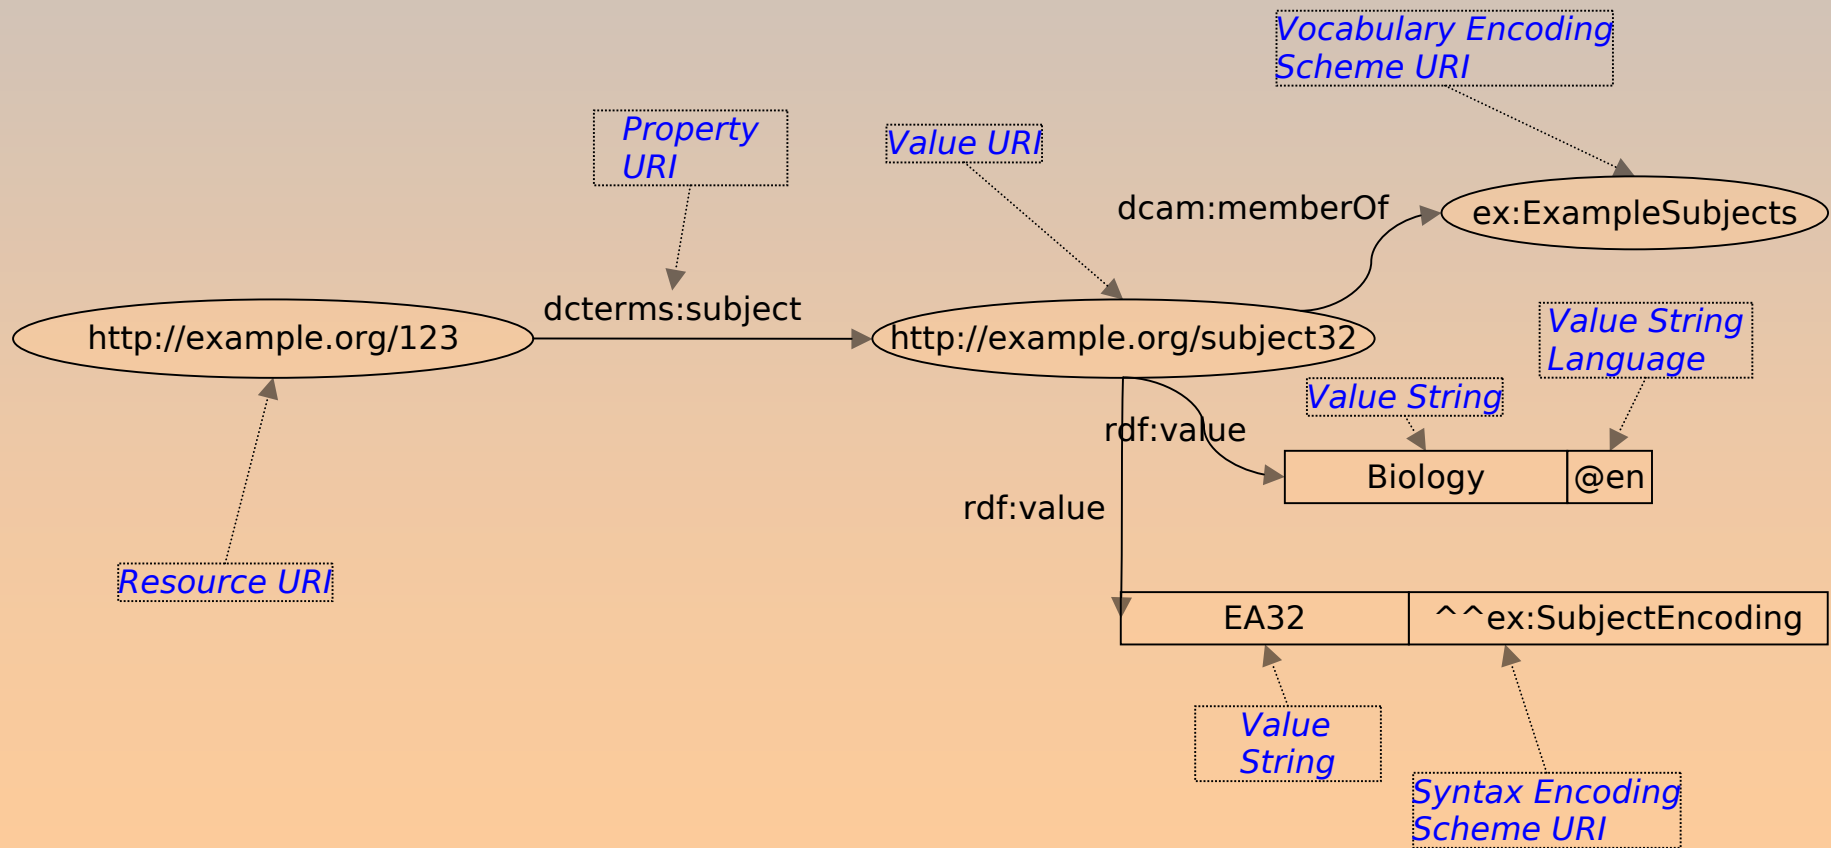 Vocabulary Encoding
Scheme URI
Property
URI
Value URI
dcam:memberOf
ex:ExampleSubjects
dcterms:subject
http://example.org/123
http://example.org/subject32
Value String
Language
Value String
rdf:value
Biology
@en
rdf:value
Resource URI
EA32
^^ex:SubjectEncoding
Value
String
Syntax Encoding
Scheme URI